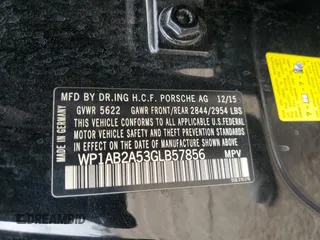 MFD. BY DR.ING H.C.F. PORSCHE AG 12/15
GVWR 5622 GAWR FRONT/REAR 2844/2954 LBS
THIS VEHICLE CONFORMS TO ALL APPLICABLE FEDERAL
MOTOR VEHICLE SAFETY, BUMPER, AND THEFT PREVENTION
STANDARDS IN EFFECT ON THE DATE OF MANUFACTURE
SHOWN ABOVE.
WP1AB2A53GLB57856 MPV
MADE IN GERMANY
DREAMBID